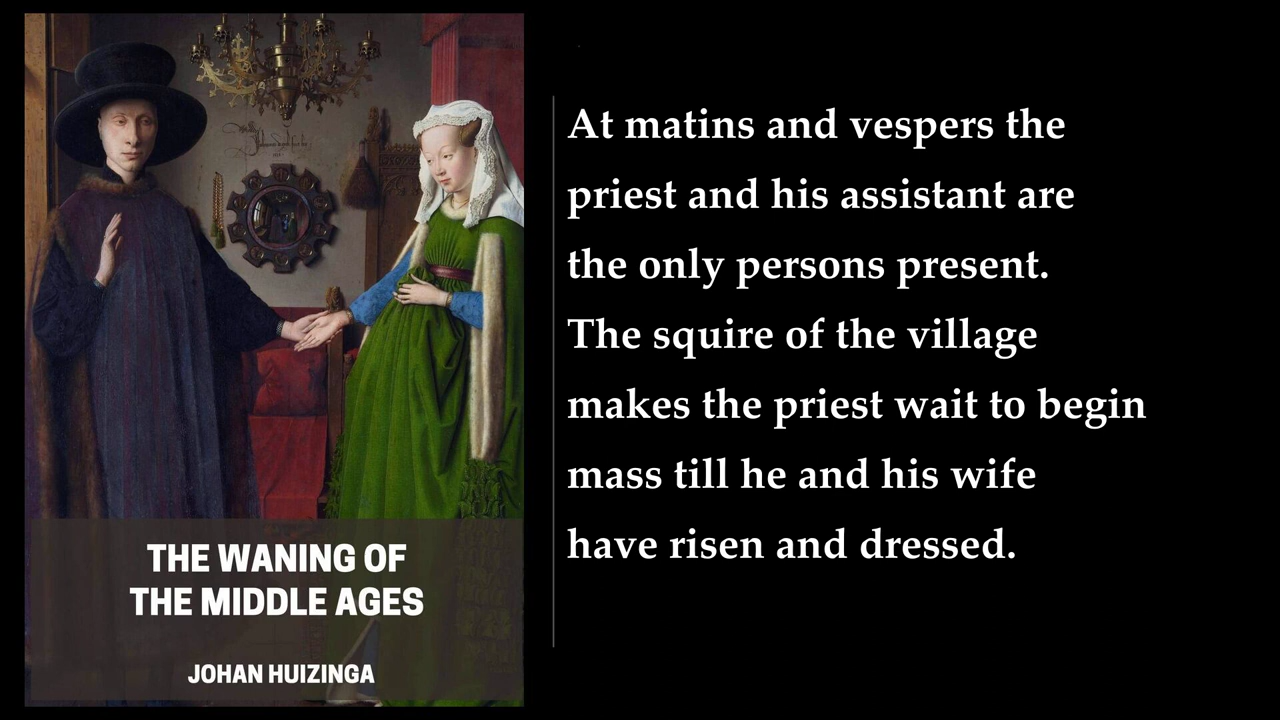 THE WANING OF
THE MIDDLE AGES
JOHAN HUIZINGA
At matins and vespers the
priest and his assistant are
the only persons present.
The squire of the village
makes the priest wait to begin
mass till he and his wife
have risen and dressed.